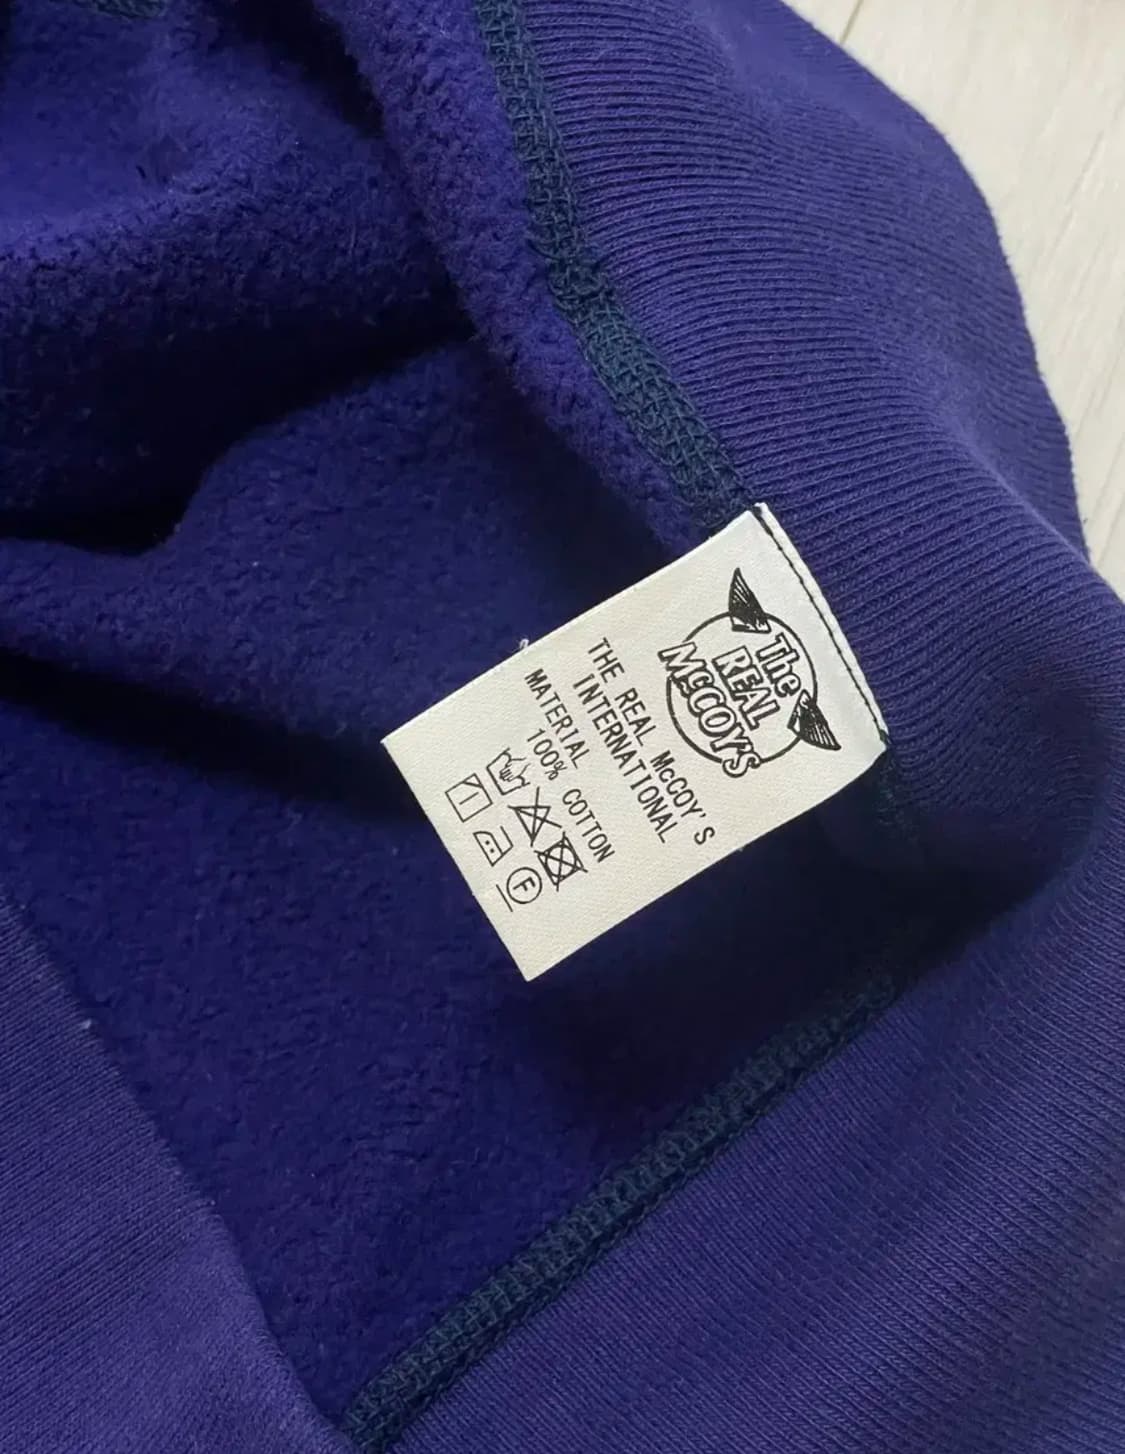 The
REAL
McCOY'S
THE REAL McCOY'S
INTERNATIONAL
MATERIAL
100% COTTON
F